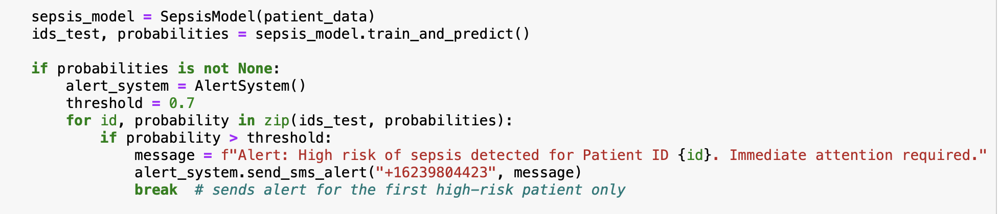 sepsis_model = SepsisModel(patient_data)
ids_test, probabilities = sepsis_model.train_and_predict()

if probabilities is not None:
    alert_system = AlertSystem()
    threshold = 0.7
    for id, probability in zip(ids_test, probabilities):
        if probability > threshold:
            message = f"Alert: High risk of sepsis detected for Patient ID {id}. Immediate attention required."
            alert_system.send_sms_alert("+16239804423", message)
            break  # sends alert for the first high-risk patient only